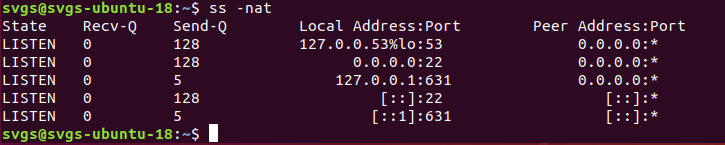 svgs@svgs-ubuntu-18:~$ ss -nat
State Recv-Q Send-Q Local Address:Port Peer Address:Port
LISTEN 0 128 127.0.0.53%lo:53 0.0.0.0:*
LISTEN 0 128 0.0.0.0:22 0.0.0.0:*
LISTEN 0 5 127.0.0.1:631 0.0.0.0:*
LISTEN 0 128 [::]:22 [::]:*
LISTEN 0 5 [::1]:631 [::]:*
svgs@svgs-ubuntu-18:~$